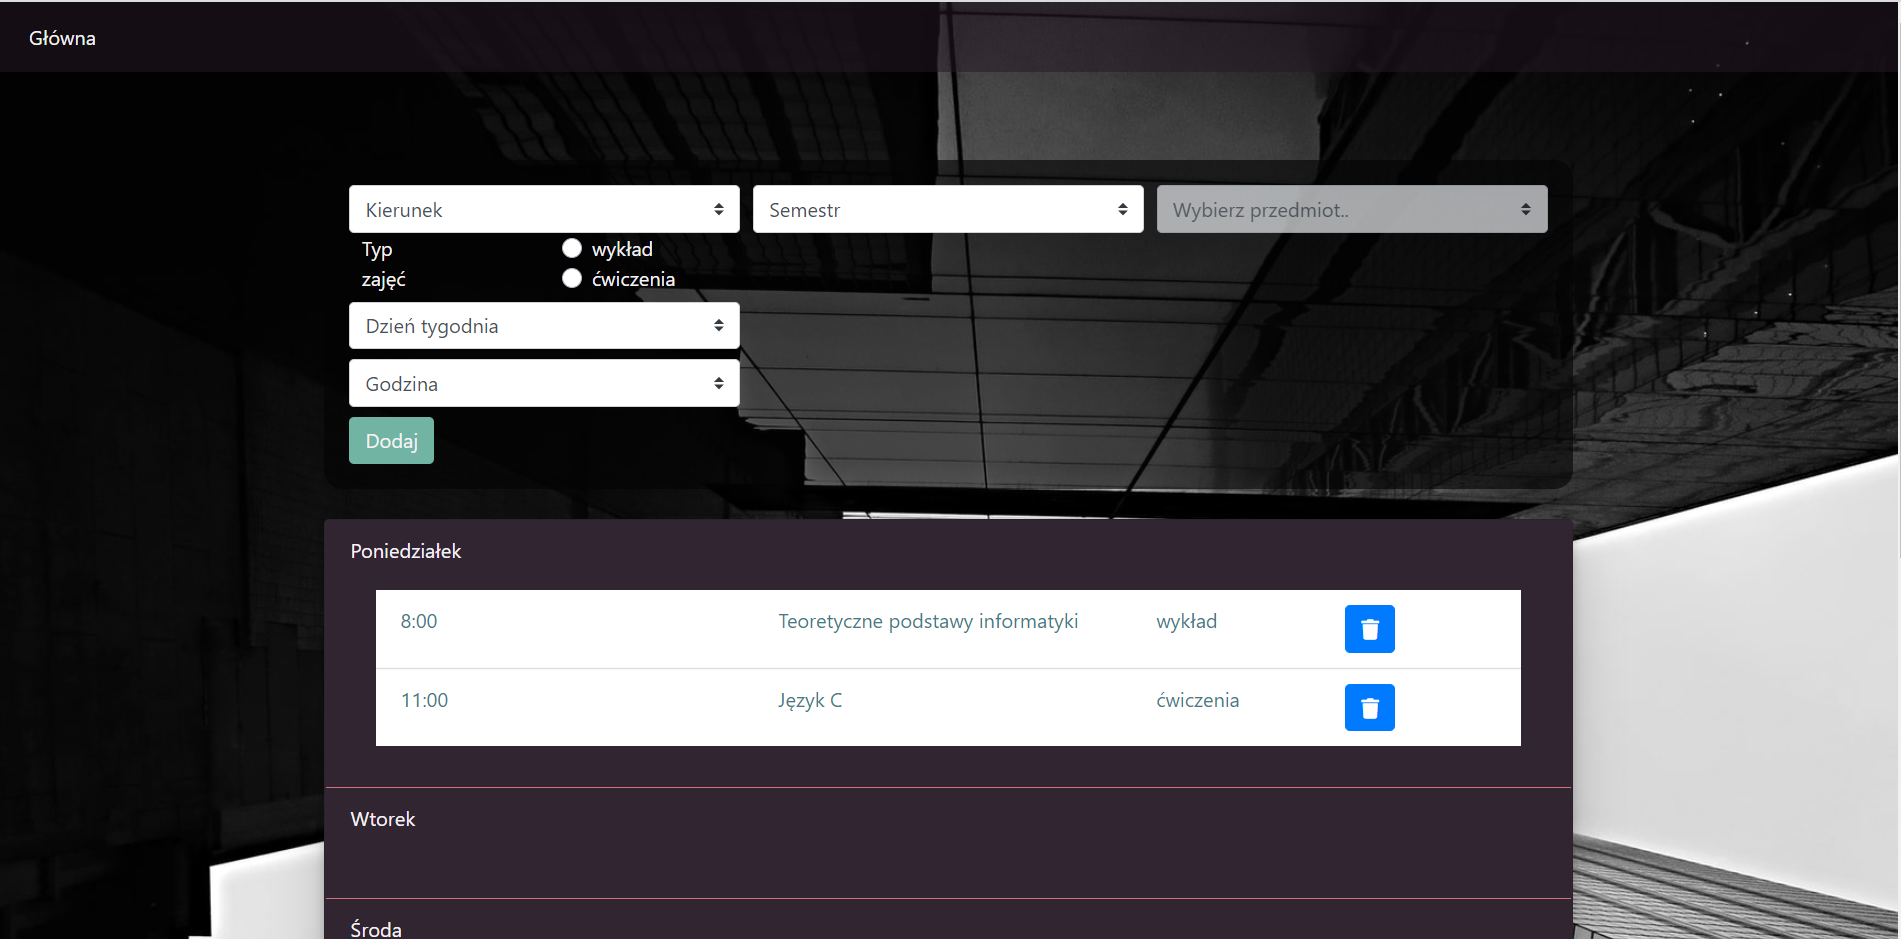 Główna
Kierunek
Semestr
Wybierz przedmiot..
Typ zajęć
wykład
ćwiczenia
Dzień tygodnia
Godzina
Dodaj
Poniedziałek
8:00 Teoretyczne podstawy informatyki wykład
11:00 Język C ćwiczenia
Wtorek
Środa